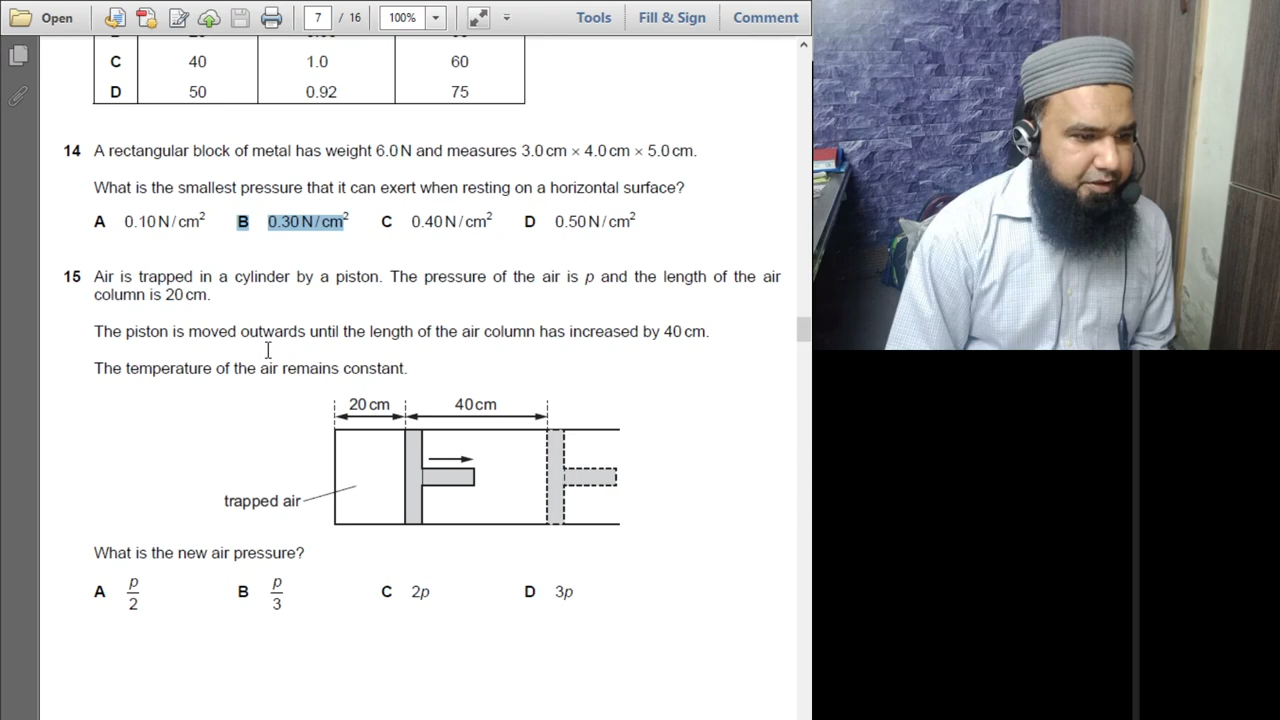 Open
7 / 16
100%
Tools
Fill & Sign
Comment
C 40 1.0 60
D 50 0.92 75
14 A rectangular block of metal has weight 6.0 N and measures 3.0 cm × 4.0 cm × 5.0 cm.
What is the smallest pressure that it can exert when resting on a horizontal surface?
A 0.10 N / cm² B 0.30 N / cm² C 0.40 N / cm² D 0.50 N / cm²
15 Air is trapped in a cylinder by a piston. The pressure of the air is p and the length of the air
column is 20 cm.
The piston is moved outwards until the length of the air column has increased by 40 cm.
The temperature of the air remains constant.
20 cm 40 cm
trapped air
What is the new air pressure?
A p/2 B p/3 C 2p D 3p